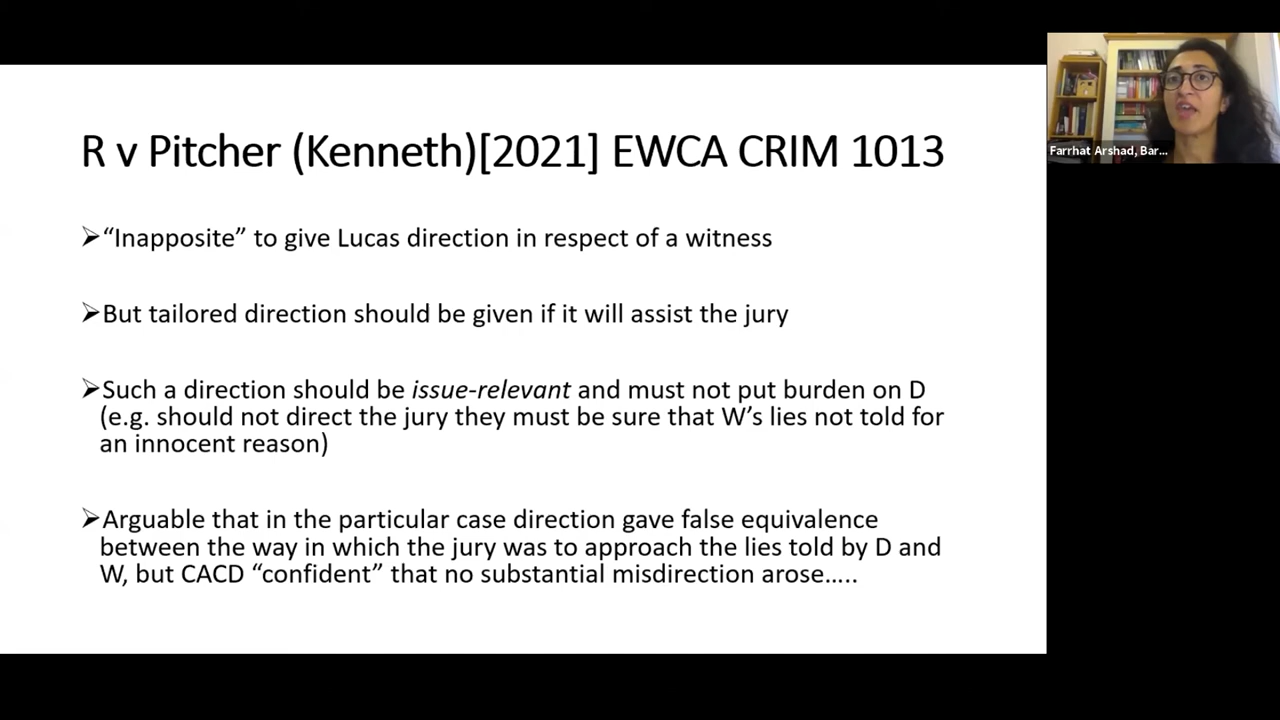 R v Pitcher (Kenneth)[2021] EWCA CRIM 1013
Farrhat Arshad, Bar...
➢“Inapposite” to give Lucas direction in respect of a witness
➢But tailored direction should be given if it will assist the jury
➢Such a direction should be issue-relevant and must not put burden on D
(e.g. should not direct the jury they must be sure that W’s lies not told for
an innocent reason)
➢Arguable that in the particular case direction gave false equivalence
between the way in which the jury was to approach the lies told by D and
W, but CACD “confident” that no substantial misdirection arose…..